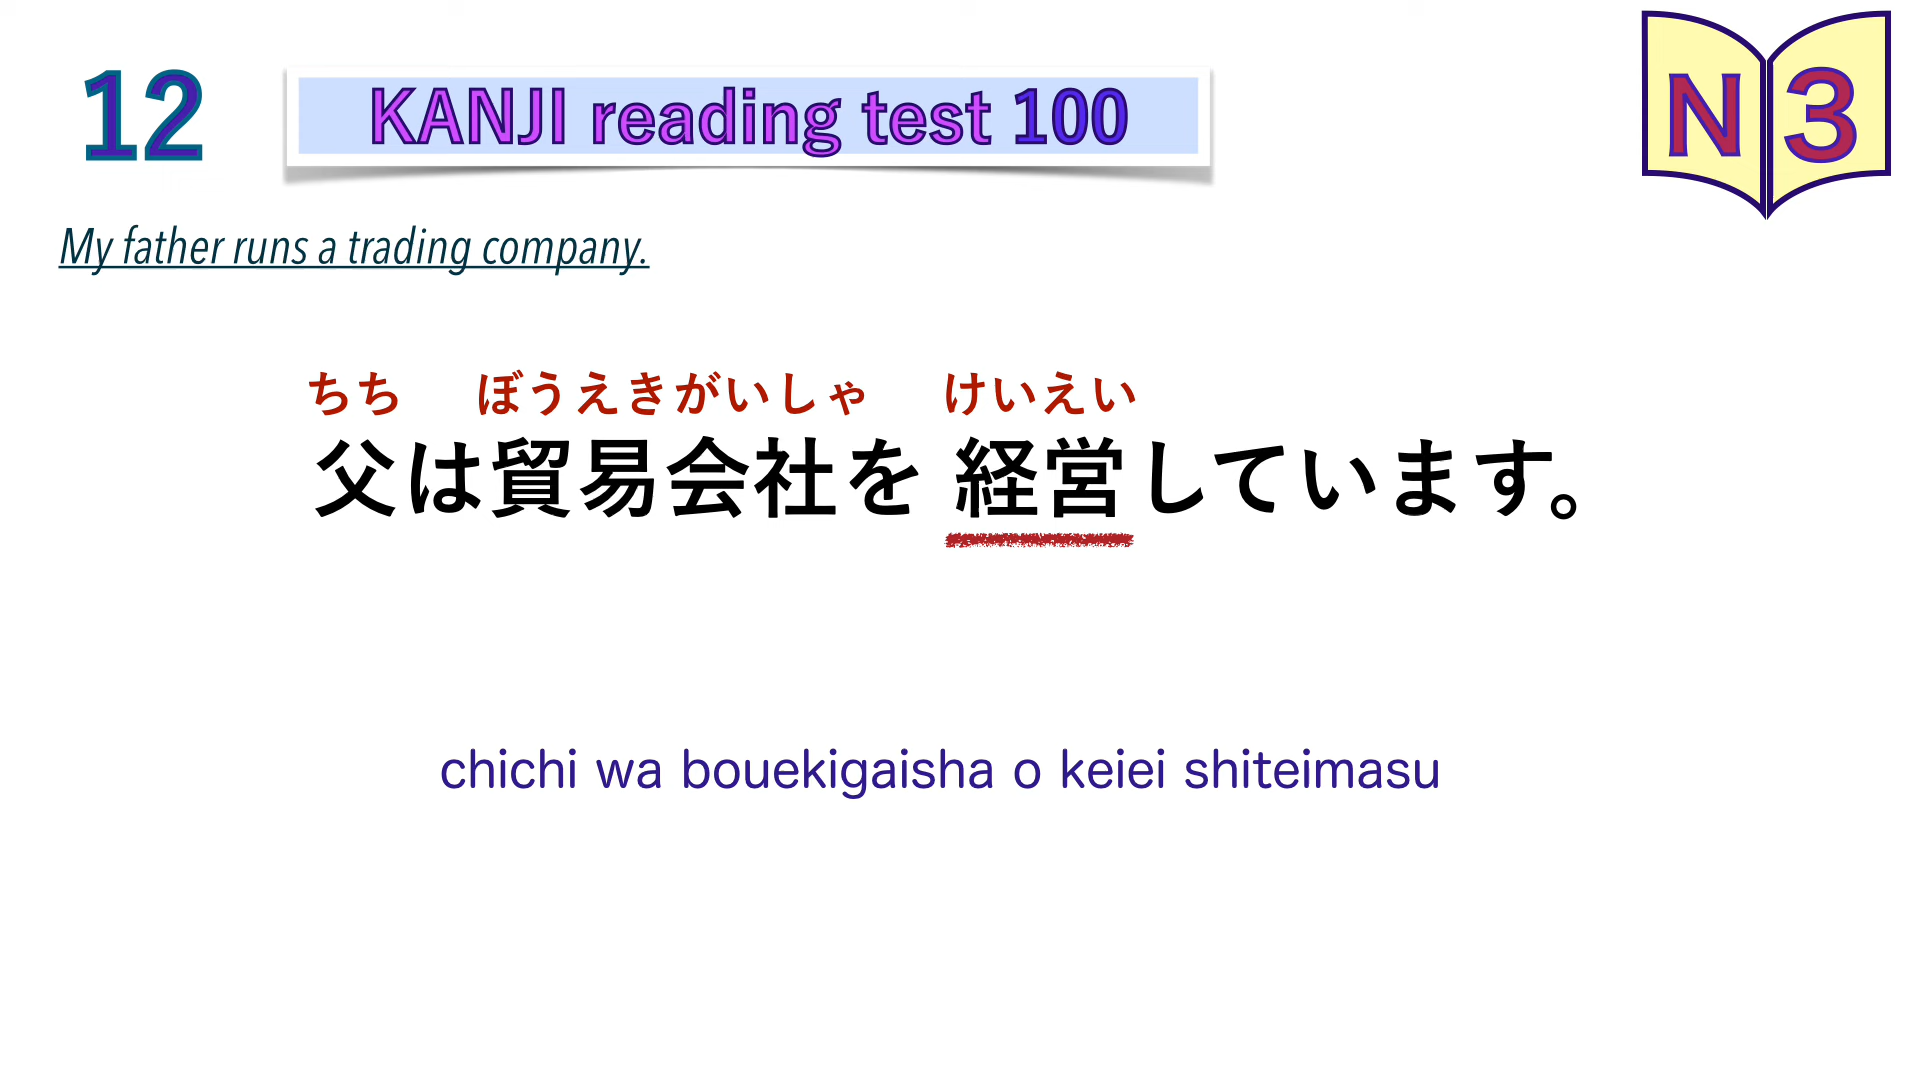 12
KANJI reading test 100
N3
My father runs a trading company.
ちち ぼうえきがいしゃ けいえい
父は貿易会社を 経営しています。
chichi wa bouekigaisha o keiei shiteimasu